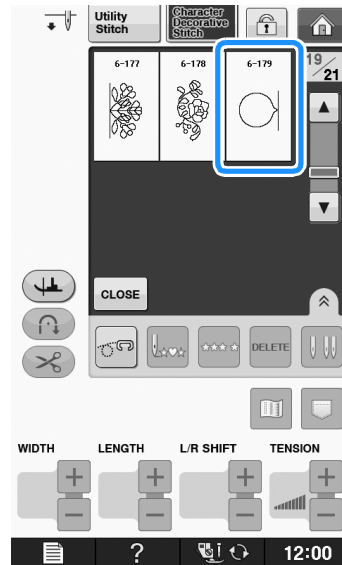 Utility
Stitch
Character
Decorative
Stitch
6-177
6-178
6-179
19/21
CLOSE
DELETE
WIDTH
LENGTH
L/R SHIFT
TENSION
?
12:00